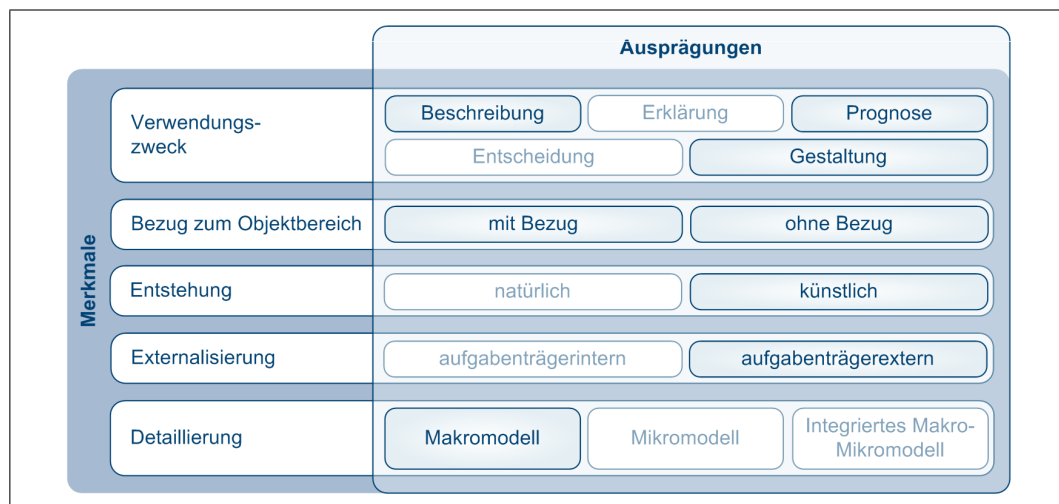 Ausprägungen
Merkmale
Verwendungs-
zweck
Beschreibung
Erklärung
Prognose
Entscheidung
Gestaltung
Bezug zum Objektbereich
mit Bezug
ohne Bezug
Entstehung
natürlich
künstlich
Externalisierung
aufgabenträgerintern
aufgabenträgerextern
Detaillierung
Makromodell
Mikromodell
Integriertes Makro-
Mikromodell